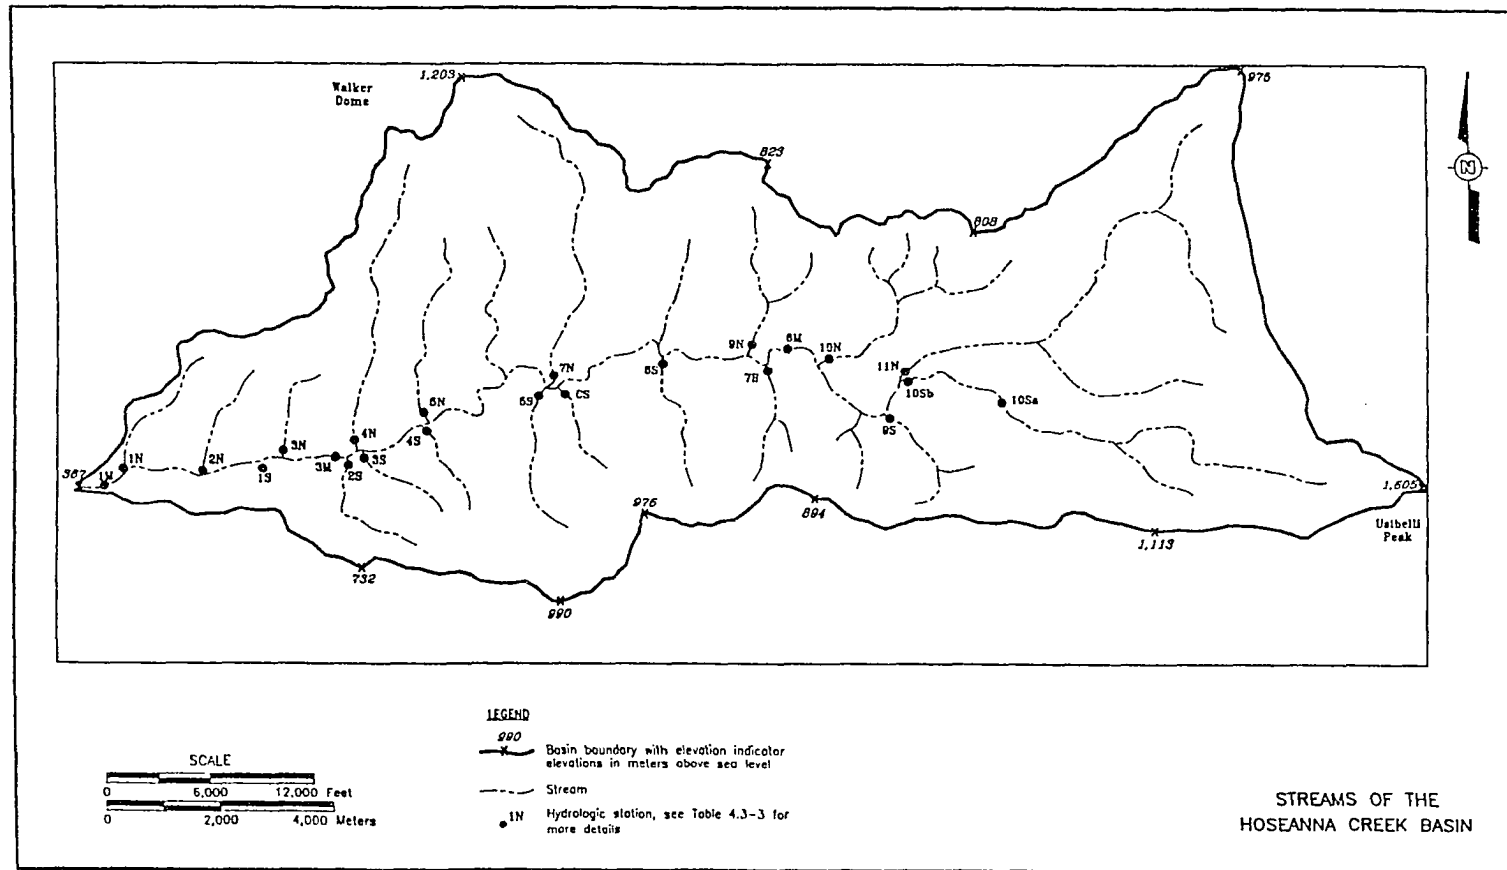 1,203
Walker
Dome
976
823
N
808
9N
8M
10N
7N
11N
8S
7S
10Sb
CS
10Sa
6S
6N
9S
4S
4N
3N
1N
2N
3M
3S
367
1M
1S
2S
1,605
976
894
Usibelli
Peak
1,113
732
990
LEGEND
990
Basin boundary with elevation indicator
elevations in meters above sea level
SCALE
0 6,000 12,000 Feet
Stream
0 2,000 4,000 Meters
1N
Hydrologic station, see Table 4.3-3 for
more details
STREAMS OF THE
HOSEANNA CREEK BASIN